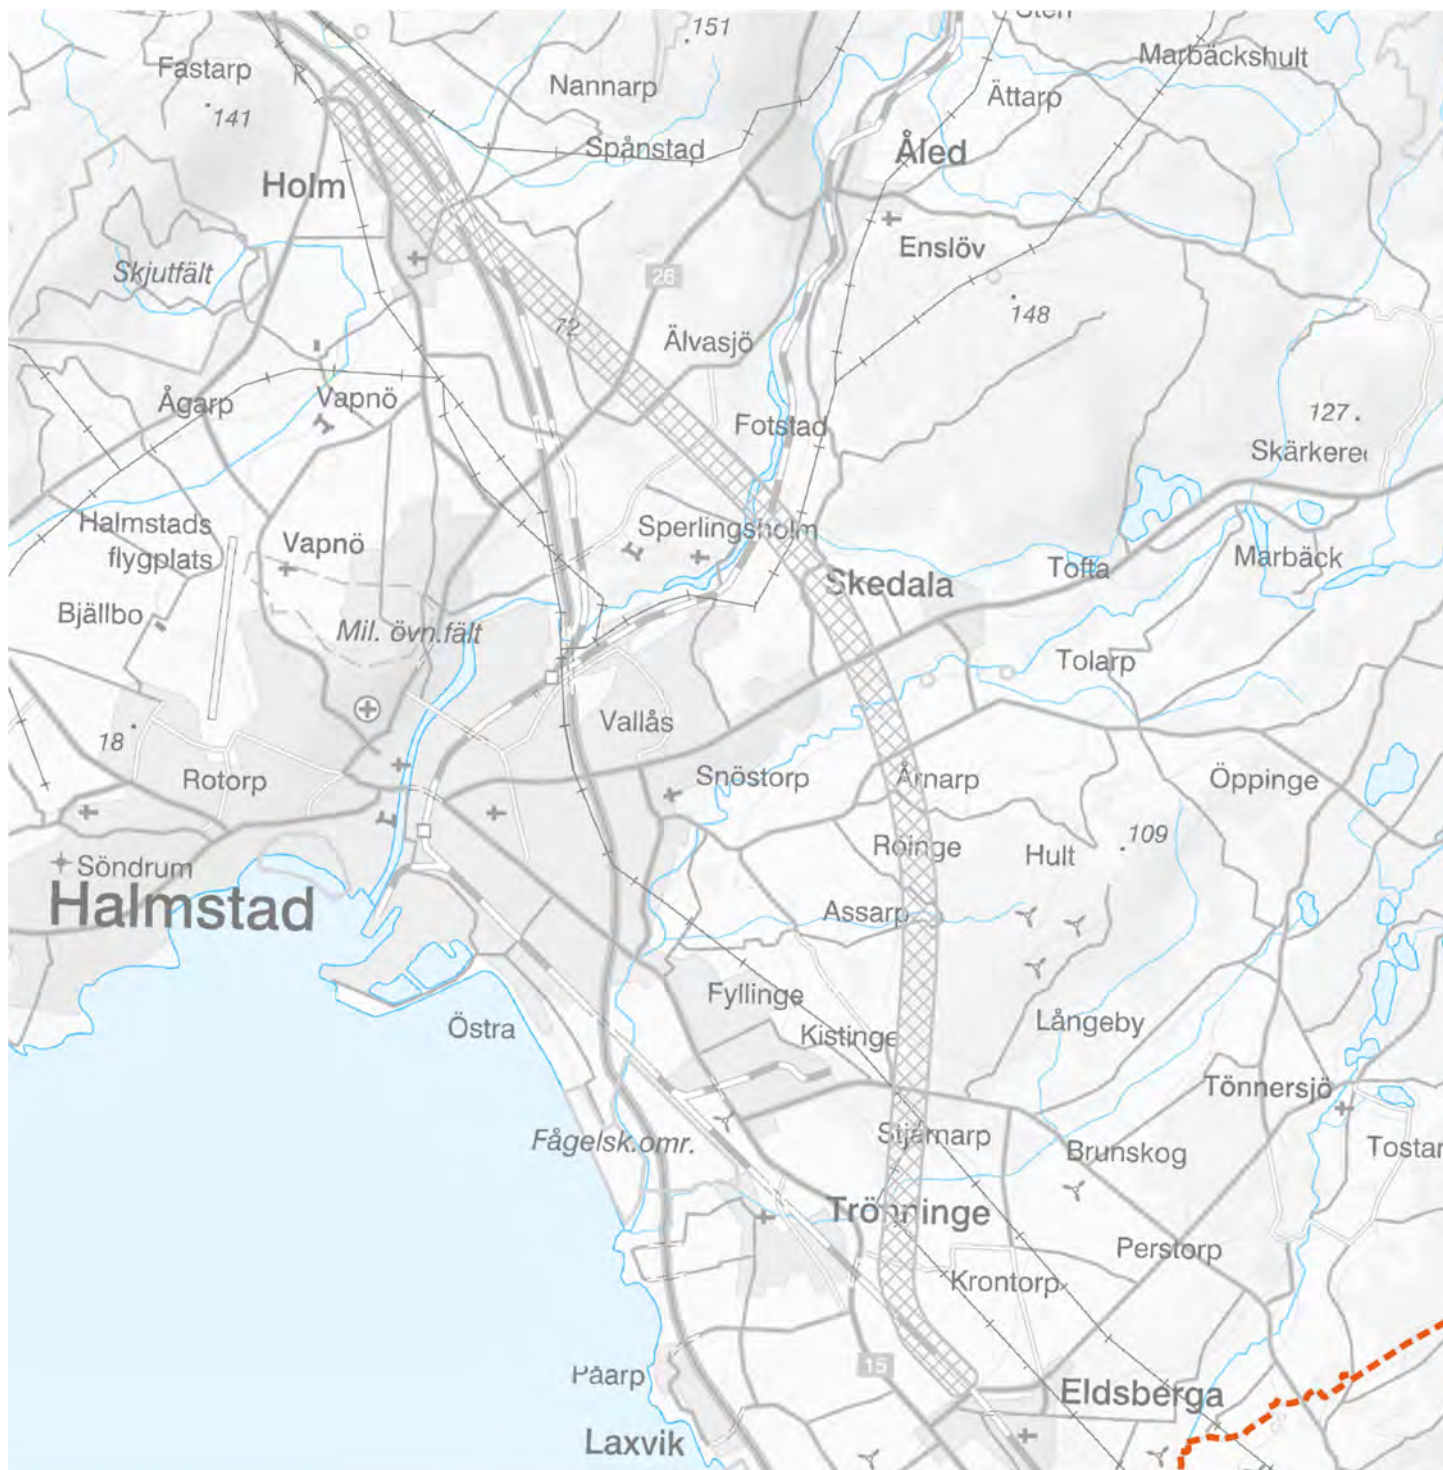 151
Marbäckshult
Fastarp
Nannarp
Ättarp
141
Spånstad
Åled
Holm
Enslöv
Skjutfält
26
148
72
Älvasjö
Ågarp
Vapnö
127
Fotstad
Halmstads
flygplats
Sperlingsholm
Vapnö
Marbäck
Tofta
Skedala
Bjällbo
Mil. övn.fält
Tolarp
Vallås
18
Rotorp
Snöstorp
Årnarp
Öppinge
109
Röinge
Hult
Söndrum
Halmstad
Assarp
Fyllinge
Östra
Kistinge
Långeby
Tönnersjö
Fågelsk.omr.
Stjärnarp
Brunskog
Trönninge
Perstorp
Krontorp
15
Påarp
Eldsberga
Laxvik